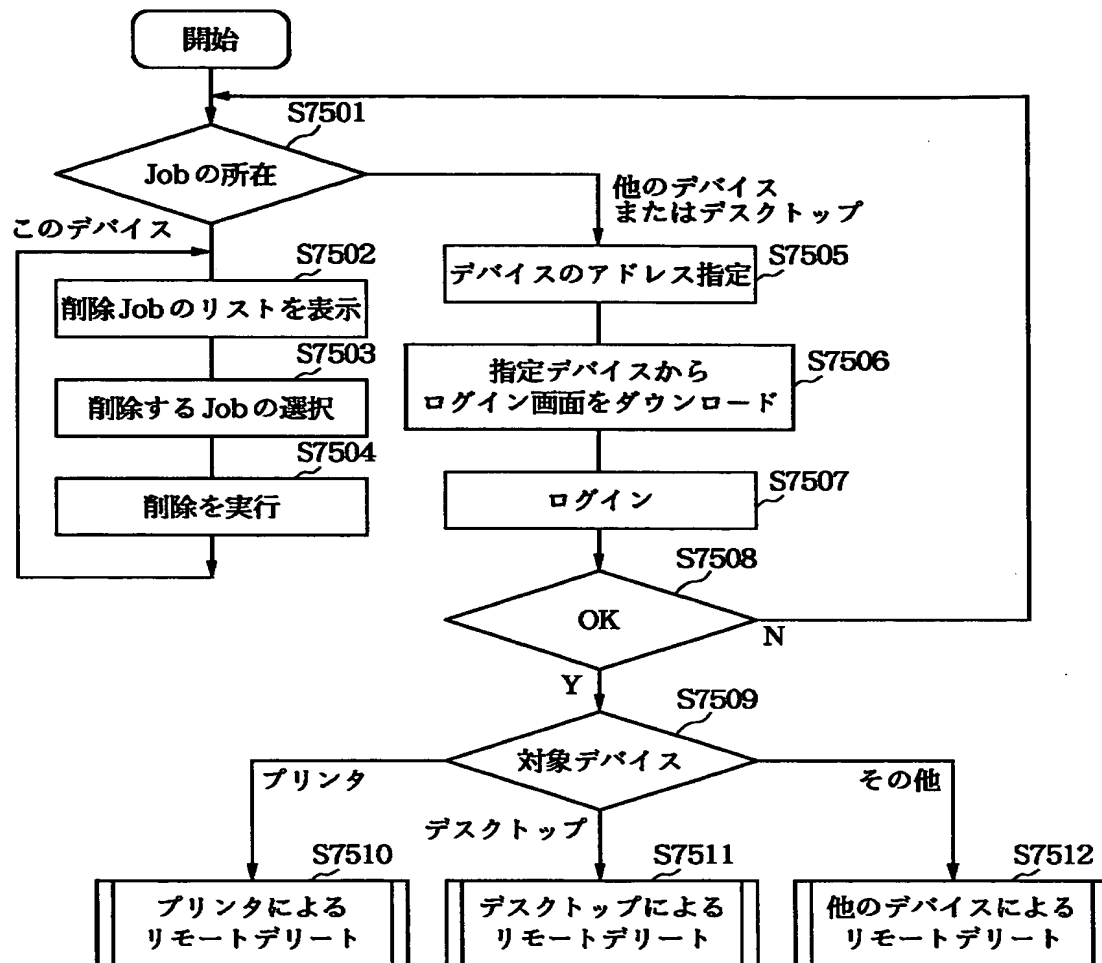 開始
S7501
Jobの所在
他のデバイス
またはデスクトップ
このデバイス
S7502
削除Jobのリストを表示
S7503
削除するJobの選択
S7504
削除を実行
S7505
デバイスのアドレス指定
S7506
指定デバイスから
ログイン画面をダウンロード
S7507
ログイン
S7508
OK
N
Y
S7509
対象デバイス
プリンタ
デスクトップ
その他
S7510
プリンタによる
リモートデリート
S7511
デスクトップによる
リモートデリート
S7512
他のデバイスによる
リモートデリート